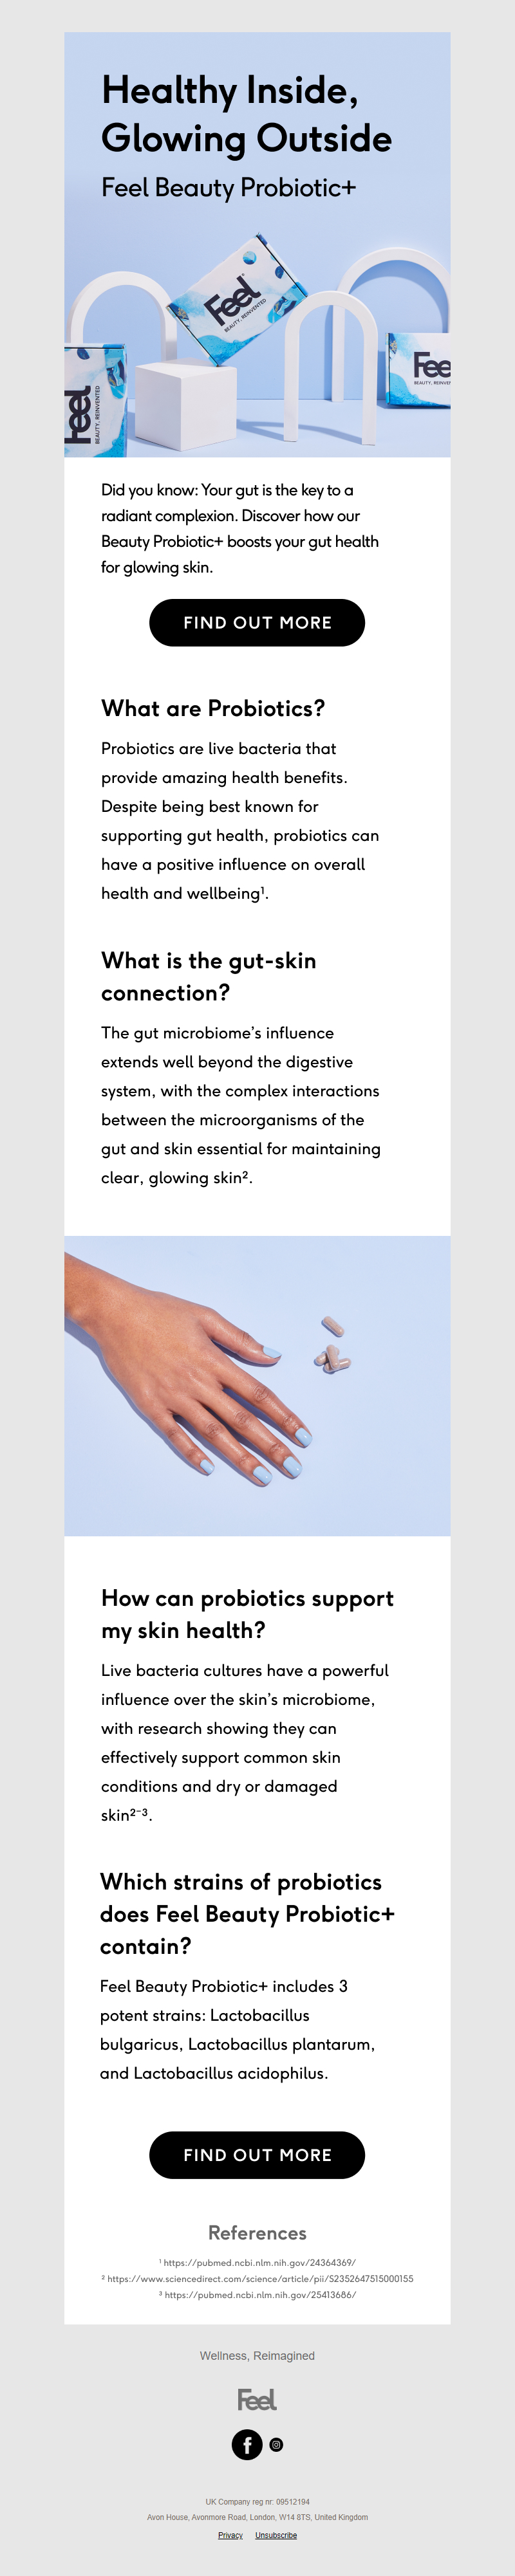 Healthy Inside,
Glowing Outside
Feel Beauty Probiotic+
Feel
BEAUTY, REINVENTED
Feel
BEAUTY, REINVENTED
Fee
BEAUTY, REINVE
Did you know: Your gut is the key to a
radiant complexion. Discover how our
Beauty Probiotic+ boosts your gut health
for glowing skin.
FIND OUT MORE
What are Probiotics?
Probiotics are live bacteria that
provide amazing health benefits.
Despite being best known for
supporting gut health, probiotics can
have a positive influence on overall
health and wellbeing¹.
What is the gut-skin
connection?
The gut microbiome’s influence
extends well beyond the digestive
system, with the complex interactions
between the microorganisms of the
gut and skin essential for maintaining
clear, glowing skin².
How can probiotics support
my skin health?
Live bacteria cultures have a powerful
influence over the skin’s microbiome,
with research showing they can
effectively support common skin
conditions and dry or damaged
skin²⁻³.
Which strains of probiotics
does Feel Beauty Probiotic+
contain?
Feel Beauty Probiotic+ includes 3
potent strains: Lactobacillus
bulgaricus, Lactobacillus plantarum,
and Lactobacillus acidophilus.
FIND OUT MORE
References
¹ https://pubmed.ncbi.nlm.nih.gov/24364369/
² https://www.sciencedirect.com/science/article/pii/S2352647515000155
³ https://pubmed.ncbi.nlm.nih.gov/25413686/
Wellness, Reimagined
Feel
UK Company reg nr: 09512194
Avon House, Avonmore Road, London, W14 8TS, United Kingdom
Privacy Unsubscribe